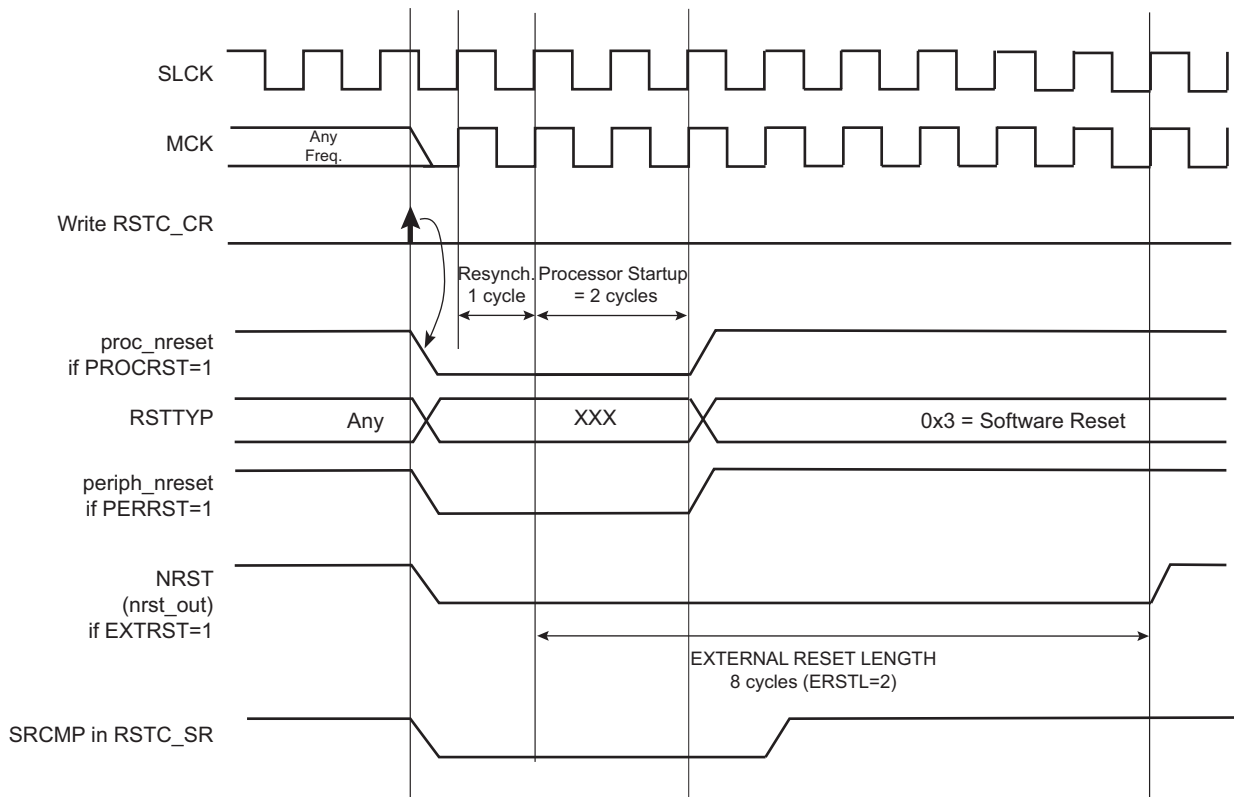 SLCK
MCK
Any
Freq.
Write RSTC_CR
Resynch.
1 cycle
Processor Startup
= 2 cycles
proc_nreset
if PROCRST=1
RSTTYP
Any
XXX
0x3 = Software Reset
periph_nreset
if PERRST=1
NRST
(nrst_out)
if EXTRST=1
EXTERNAL RESET LENGTH
8 cycles (ERSTL=2)
SRCMP in RSTC_SR